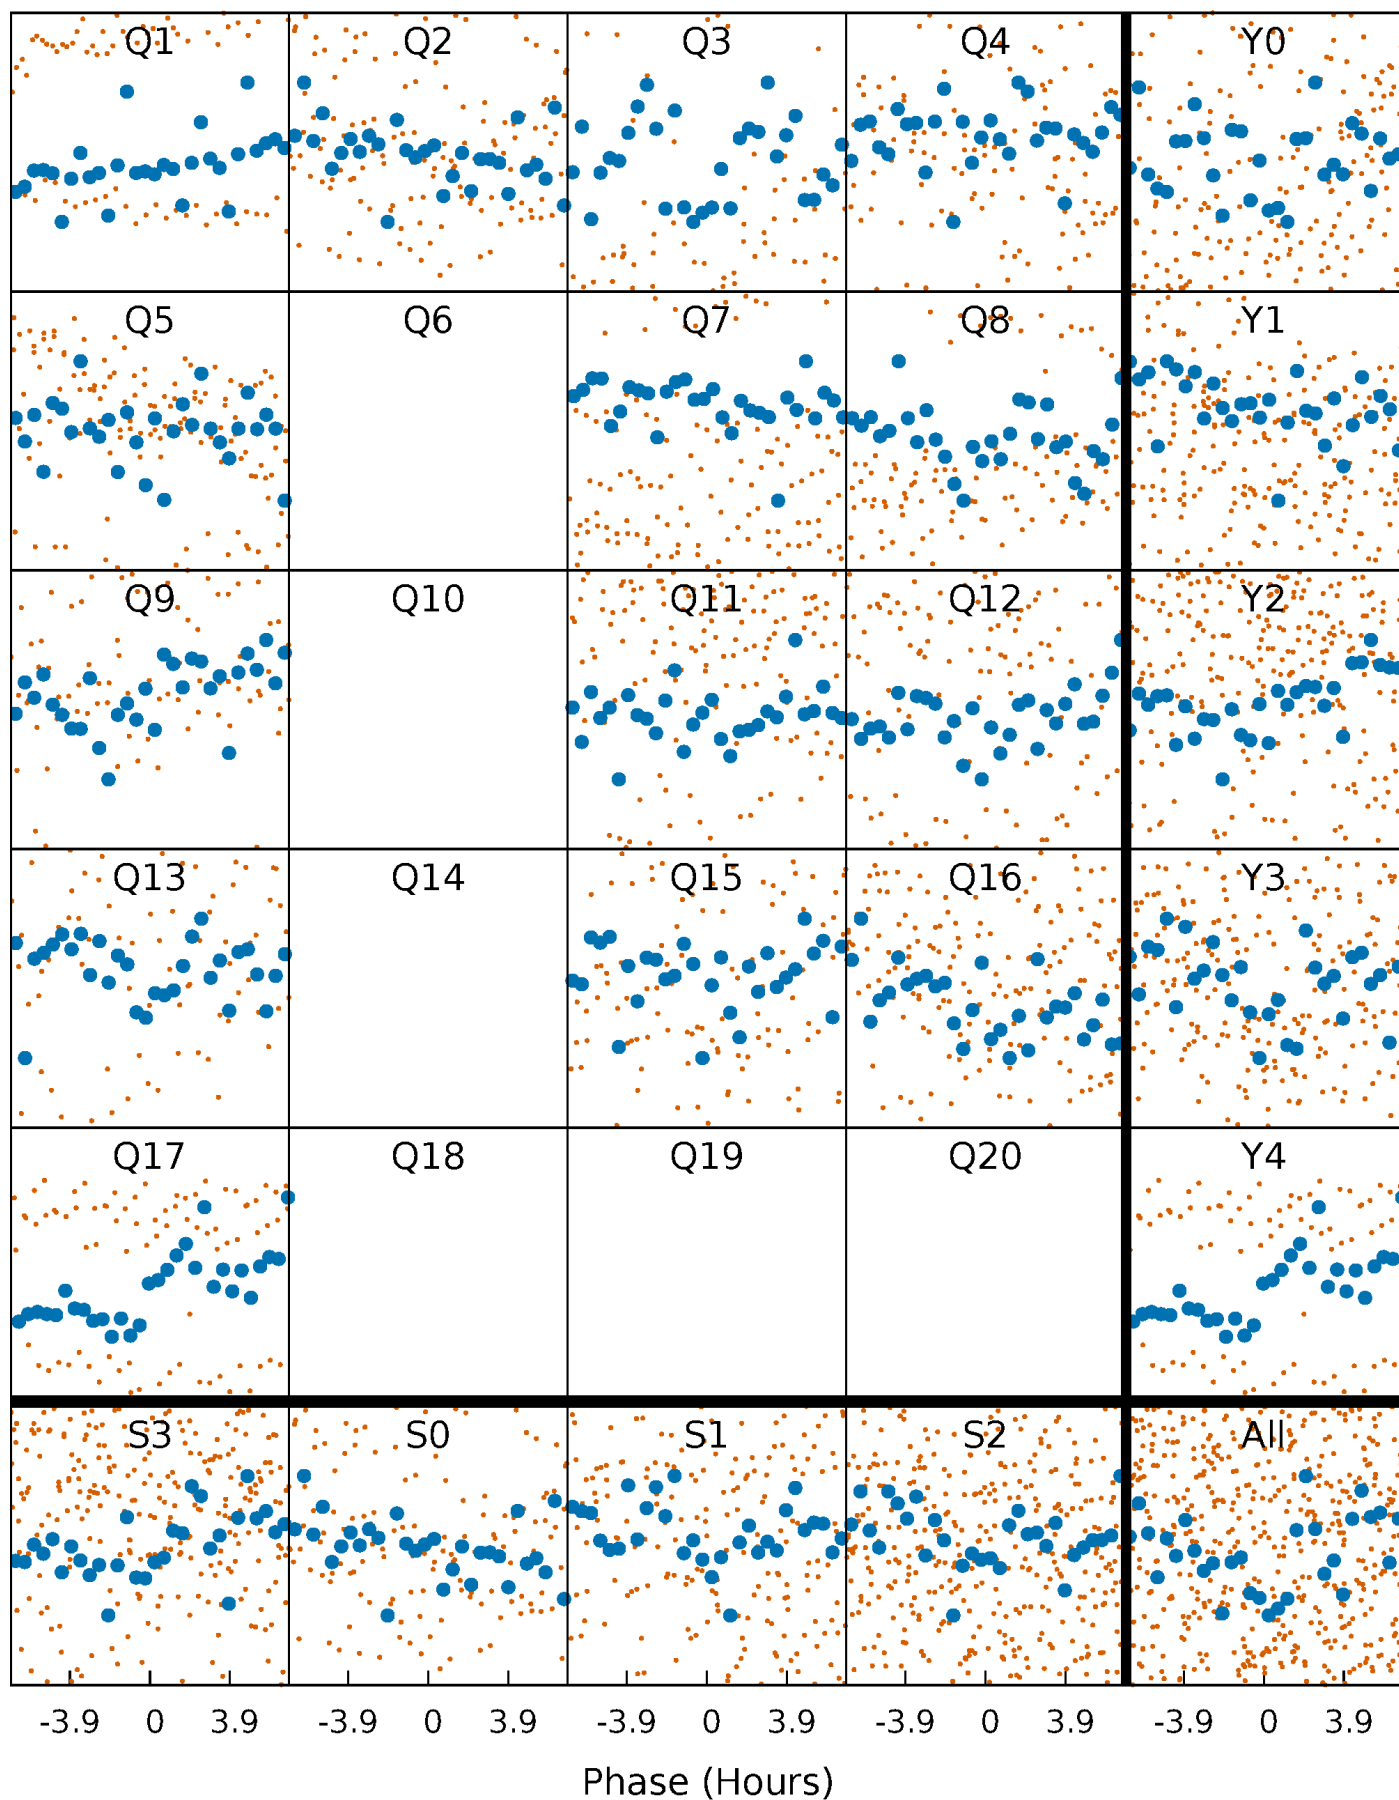 Q1 Q2 Q3 Q4 Y0
Q5 Q6 Q7 Q8 Y1
Q9 Q10 Q11 Q12 Y2
Q13 Q14 Q15 Q16 Y3
Q17 Q18 Q19 Q20 Y4
S3 S0 S1 S2 All
-3.9 0 3.9 -3.9 0 3.9 -3.9 0 3.9 -3.9 0 3.9 -3.9 0 3.9
Phase (Hours)